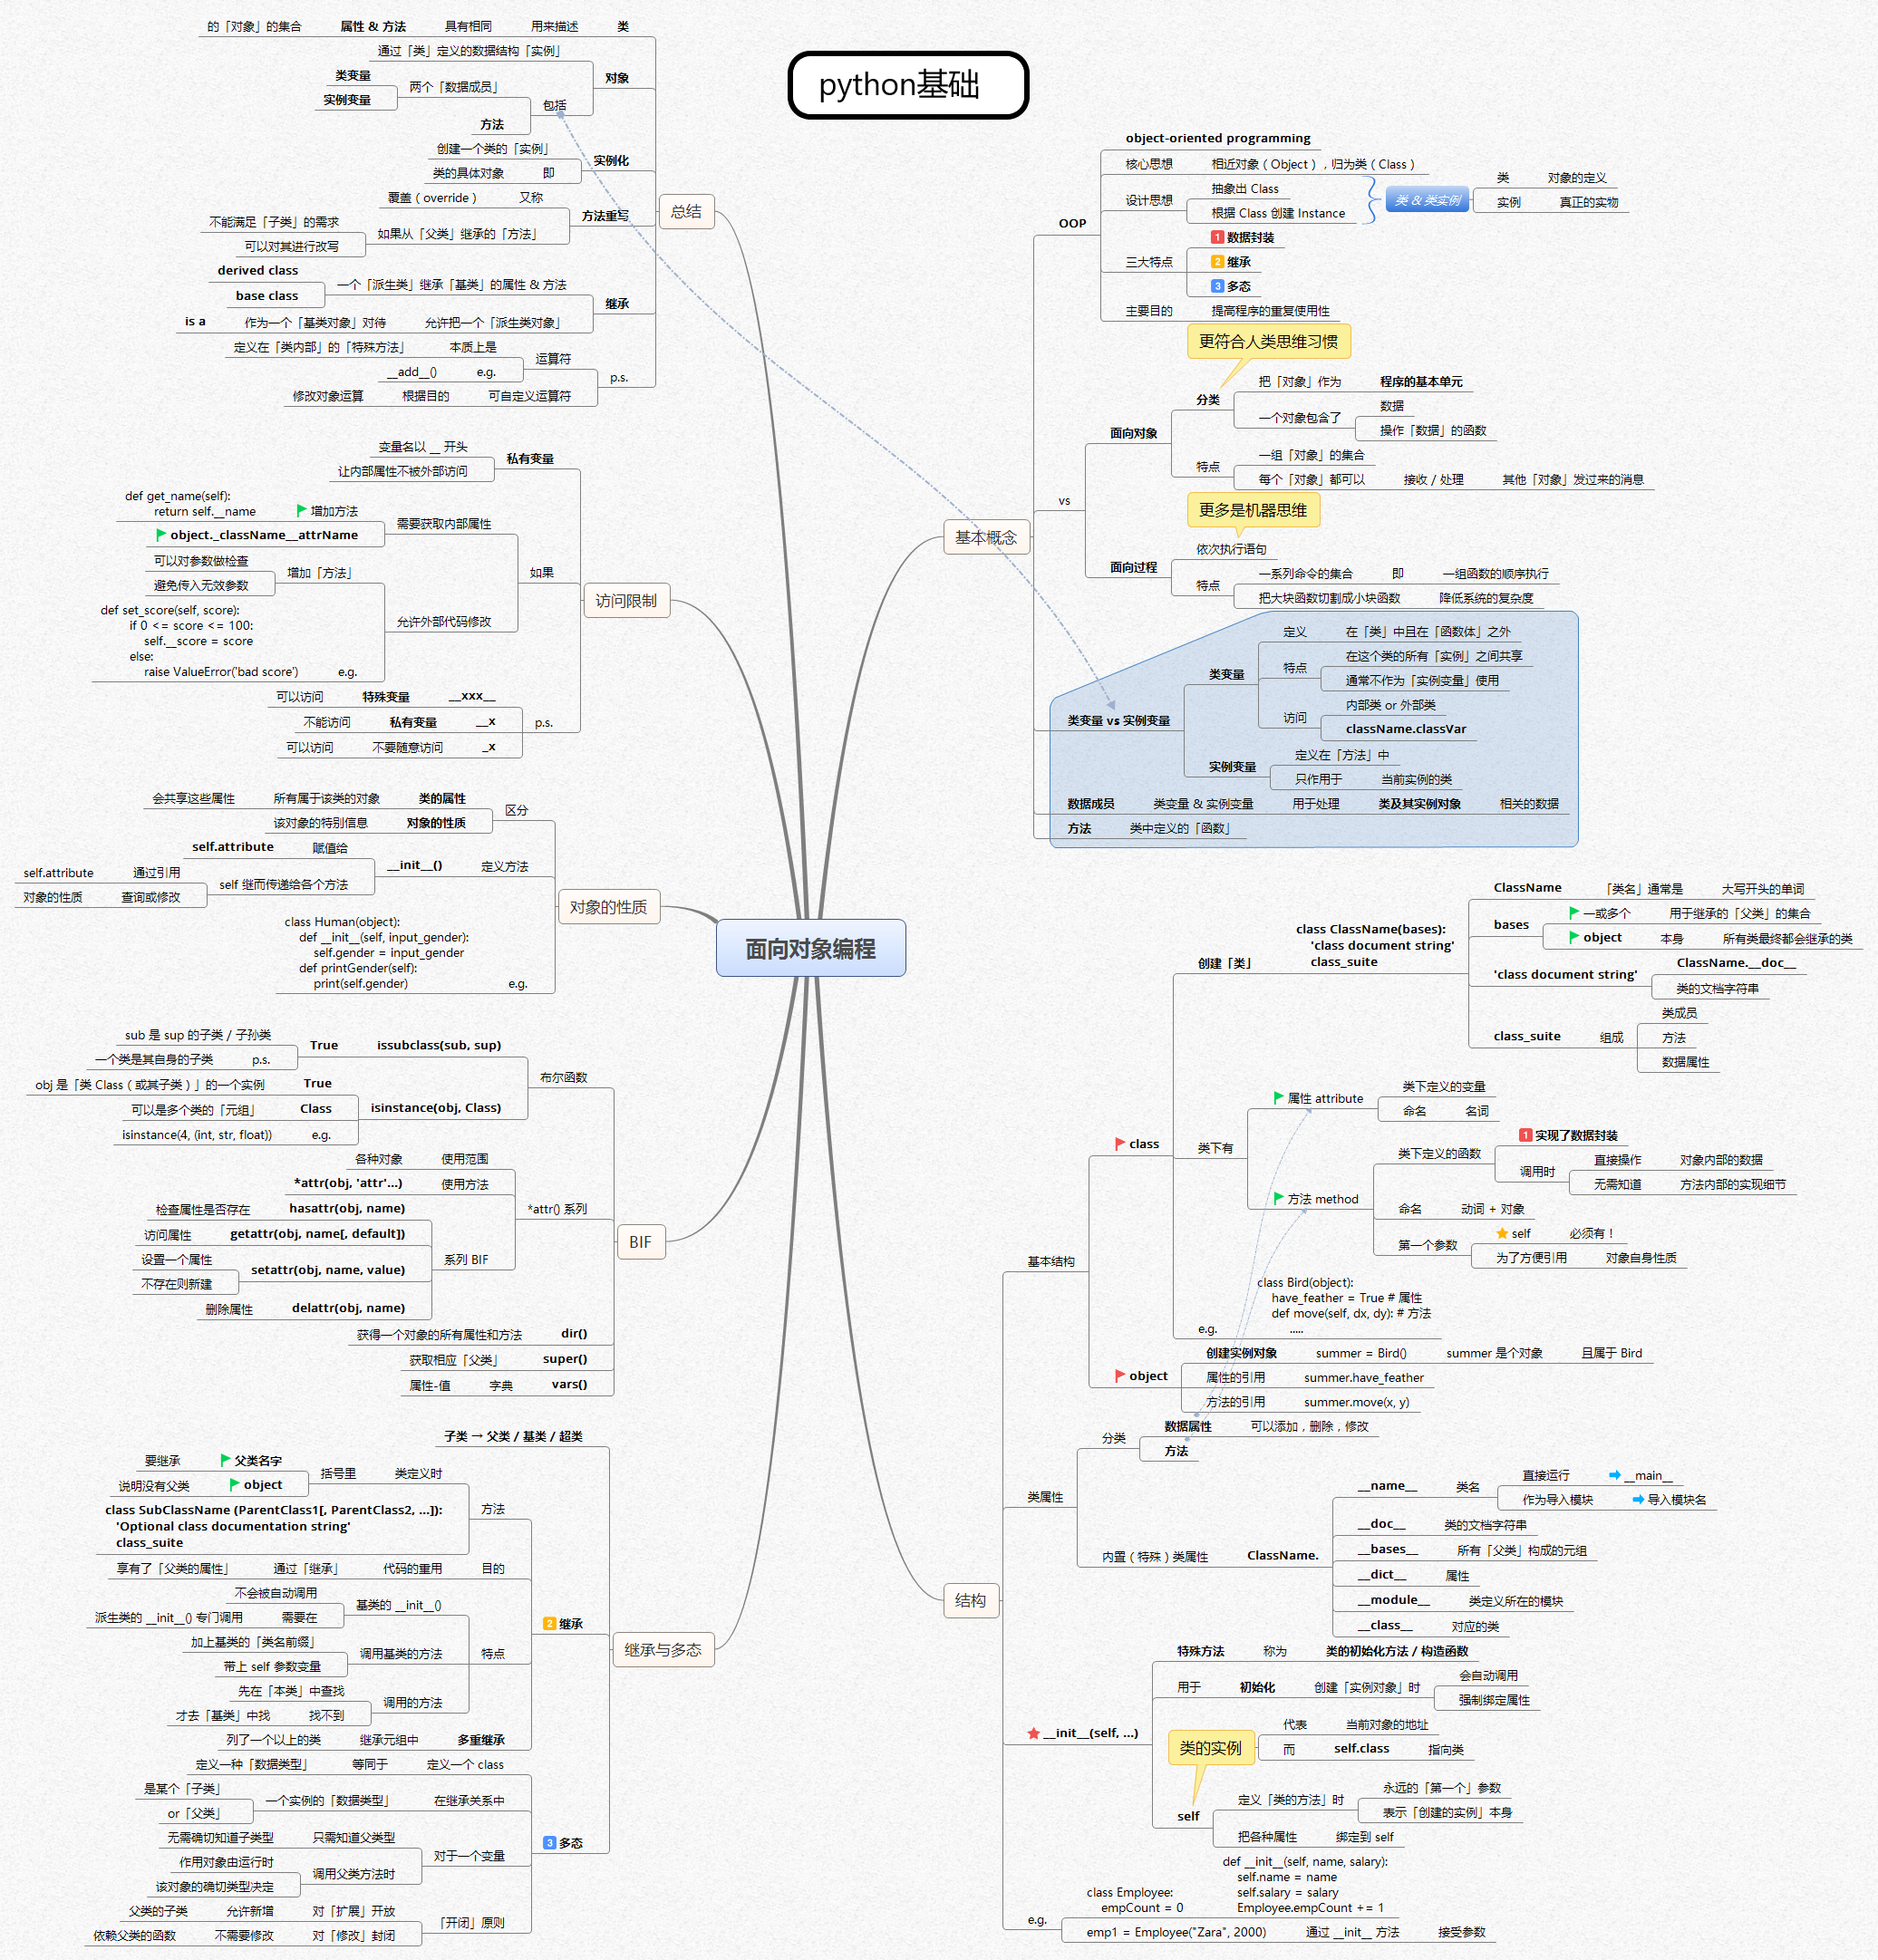 python基础
面向对象编程
基本概念
OOP
object-oriented programming
核心思想 相近对象（Object），归为类（Class）
设计思想
抽象出 Class
根据 Class 创建 Instance
类 & 类实例
类 对象的定义
实例 真正的实物
三大特点
1 数据封装
2 继承
3 多态
主要目的 提高程序的重复使用性
vs
面向对象
更符合人类思维习惯
分类
把「对象」作为 程序的基本单元
一个对象包含了
数据
操作「数据」的函数
特点
一组「对象」的集合
每个「对象」都可以 接收 / 处理 其他「对象」发过来的消息
更多是机器思维
面向过程
依次执行语句
特点
一系列命令的集合 即 一组函数的顺序执行
把大块函数切割成小块函数 降低系统的复杂度
类变量 vs 实例变量
类变量
定义 在「类」中且在「函数体」之外
特点
在这个类的所有「实例」之间共享
通常不作为「实例变量」使用
访问
内部类 or 外部类
className.classVar
实例变量
定义在「方法」中
只作用于 当前实例的类
数据成员 类变量 & 实例变量 用于处理 类及其实例对象 相关的数据
方法 类中定义的「函数」
结构
基本结构
class
创建「类」
class ClassName(bases):
'class document string'
class_suite
ClassName 「类名」通常是 大写开头的单词
bases
一或多个 用于继承的「父类」的集合
object 本身 所有类最终都会继承的类
'class document string'
ClassName.__doc__
类的文档字符串
class_suite 组成
类成员
方法
数据属性
类下有
属性 attribute
类下定义的变量
命名 名词
方法 method
类下定义的函数
1 实现了数据封装
调用时
直接操作 对象内部的数据
无需知道 方法内部的实现细节
命名 动词 + 对象
第一个参数
self 必须有！
为了方便引用 对象自身性质
e.g.
class Bird(object):
have_feather = True # 属性
def move(self, dx, dy): # 方法
.....
object
创建实例对象 summer = Bird() summer 是个对象 且属于 Bird
属性的引用 summer.have_feather
方法的引用 summer.move(x, y)
类属性
分类
数据属性 可以添加，删除，修改
方法
内置（特殊）类属性 ClassName.
__name__ 类名
直接运行 __main__
作为导入模块 导入模块名
__doc__ 类的文档字符串
__bases__ 所有「父类」构成的元组
__dict__ 属性
__module__ 类定义所在的模块
__class__ 对应的类
__init__(self, ...)
特殊方法 称为 类的初始化方法 / 构造函数
用于 初始化 创建「实例对象」时
会自动调用
强制绑定属性
类的实例
代表 当前对象的地址
而 self.class 指向类
self
定义「类的方法」时
永远的「第一个」参数
表示「创建的实例」本身
把各种属性 绑定到 self
e.g.
class Employee:
empCount = 0
def __init__(self, name, salary):
self.name = name
self.salary = salary
Employee.empCount += 1
emp1 = Employee("Zara", 2000) 通过 __init__ 方法 接受参数
总结
的「对象」的集合 属性 & 方法 具有相同 用来描述 类
通过「类」定义的数据结构「实例」
对象
类变量
实例变量
两个「数据成员」
方法
包括
创建一个类的「实例」
类的具体对象 即
实例化
覆盖（override） 又称
方法重写
不能满足「子类」的需求
可以对其进行改写
如果从「父类」继承的「方法」
derived class
base class
一个「派生类」继承「基类」的属性 & 方法
继承
is a 作为一个「基类对象」对待 允许把一个「派生类对象」
定义在「类内部」的「特殊方法」 本质上是
__add__() e.g.
运算符
修改对象运算 根据目的 可自定义运算符
p.s.
访问限制
变量名以 __ 开头
让内部属性不被外部访问
私有变量
def get_name(self):
return self.__name
增加方法
object._className__attrName
需要获取内部属性
如果
可以对参数做检查
避免传入无效参数
增加「方法」
允许外部代码修改
def set_score(self, score):
if 0 <= score <= 100:
self.__score = score
else:
raise ValueError('bad score') e.g.
可以访问 特殊变量 __xxx__
不能访问 私有变量 __x
可以访问 不要随意访问 _x
p.s.
对象的性质
会共享这些属性 所有属于该类的对象 类的属性
该对象的特别信息 对象的性质
区分
self.attribute 赋值给
__init__() 定义方法
self.attribute 通过引用
对象的性质 查询或修改
self 继而传递给各个方法
class Human(object):
def __init__(self, input_gender):
self.gender = input_gender
def printGender(self):
print(self.gender) e.g.
BIF
sub 是 sup 的子类 / 子孙类
一个类是其自身的子类 p.s.
True issubclass(sub, sup)
布尔函数
obj 是「类 Class（或其子类）」的一个实例 True
可以是多个类的「元组」 Class
isinstance(4, (int, str, float)) e.g.
isinstance(obj, Class)
各种对象 使用范围
*attr(obj, 'attr'...) 使用方法
*attr() 系列
检查属性是否存在 hasattr(obj, name)
访问属性 getattr(obj, name[, default])
设置一个属性
不存在则新建
setattr(obj, name, value)
系列 BIF
删除属性 delattr(obj, name)
获得一个对象的所有属性和方法 dir()
获取相应「父类」 super()
属性-值 字典 vars()
继承与多态
子类 → 父类 / 基类 / 超类
要继承 父类名字
说明没有父类 object
括号里 类定义时
方法
class SubClassName (ParentClass1[, ParentClass2, ...]):
'Optional class documentation string'
class_suite
享有了「父类的属性」 通过「继承」 代码的重用 目的
2 继承
不会被自动调用
派生类的 __init__() 专门调用 需要在
基类的 __init__()
加上基类的「类名前缀」
带上 self 参数变量
调用基类的方法
特点
先在「本类」中查找
才去「基类」中找 找不到
调用的方法
列了一个以上的类 继承元组中 多重继承
定义一种「数据类型」 等同于 定义一个 class
是某个「子类」
or「父类」
一个实例的「数据类型」 在继承关系中
3 多态
无需确切知道子类型 只需知道父类型
作用对象由运行时
该对象的确切类型决定
调用父类方法时
对于一个变量
父类的子类 允许新增 对「扩展」开放
依赖父类的函数 不需要修改 对「修改」封闭
「开闭」原则